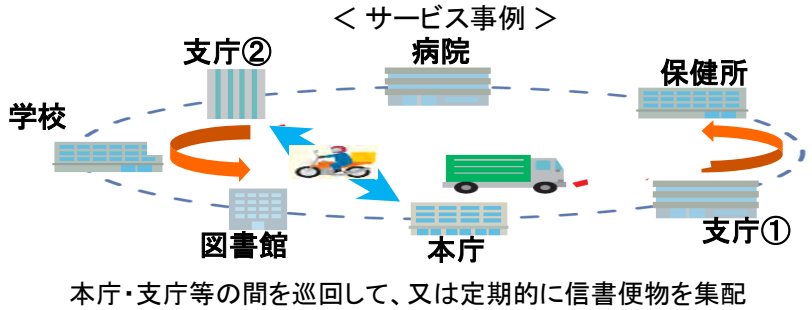 ＜ サービス事例 ＞
支庁②
病院
保健所
学校
図書館
本庁
支庁①
本庁・支庁等の間を巡回して、又は定期的に信書便物を集配